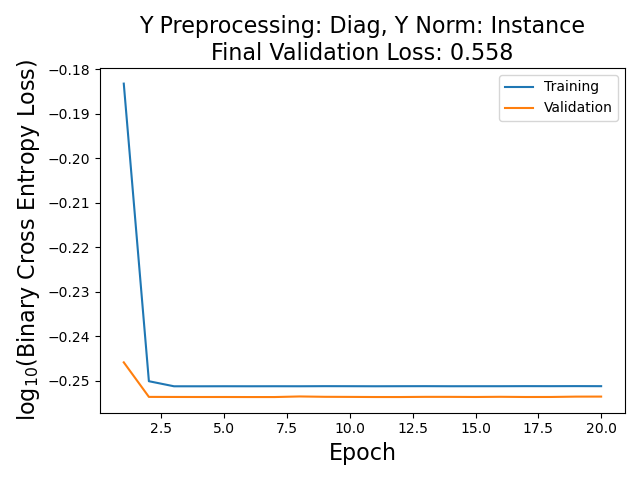 Y Preprocessing: Diag, Y Norm: Instance
Final Validation Loss: 0.558
log₁₀(Binary Cross Entropy Loss)
−0.18
−0.19
−0.20
−0.21
−0.22
−0.23
−0.24
−0.25
Training
Validation
2.5 5.0 7.5 10.0 12.5 15.0 17.5 20.0
Epoch